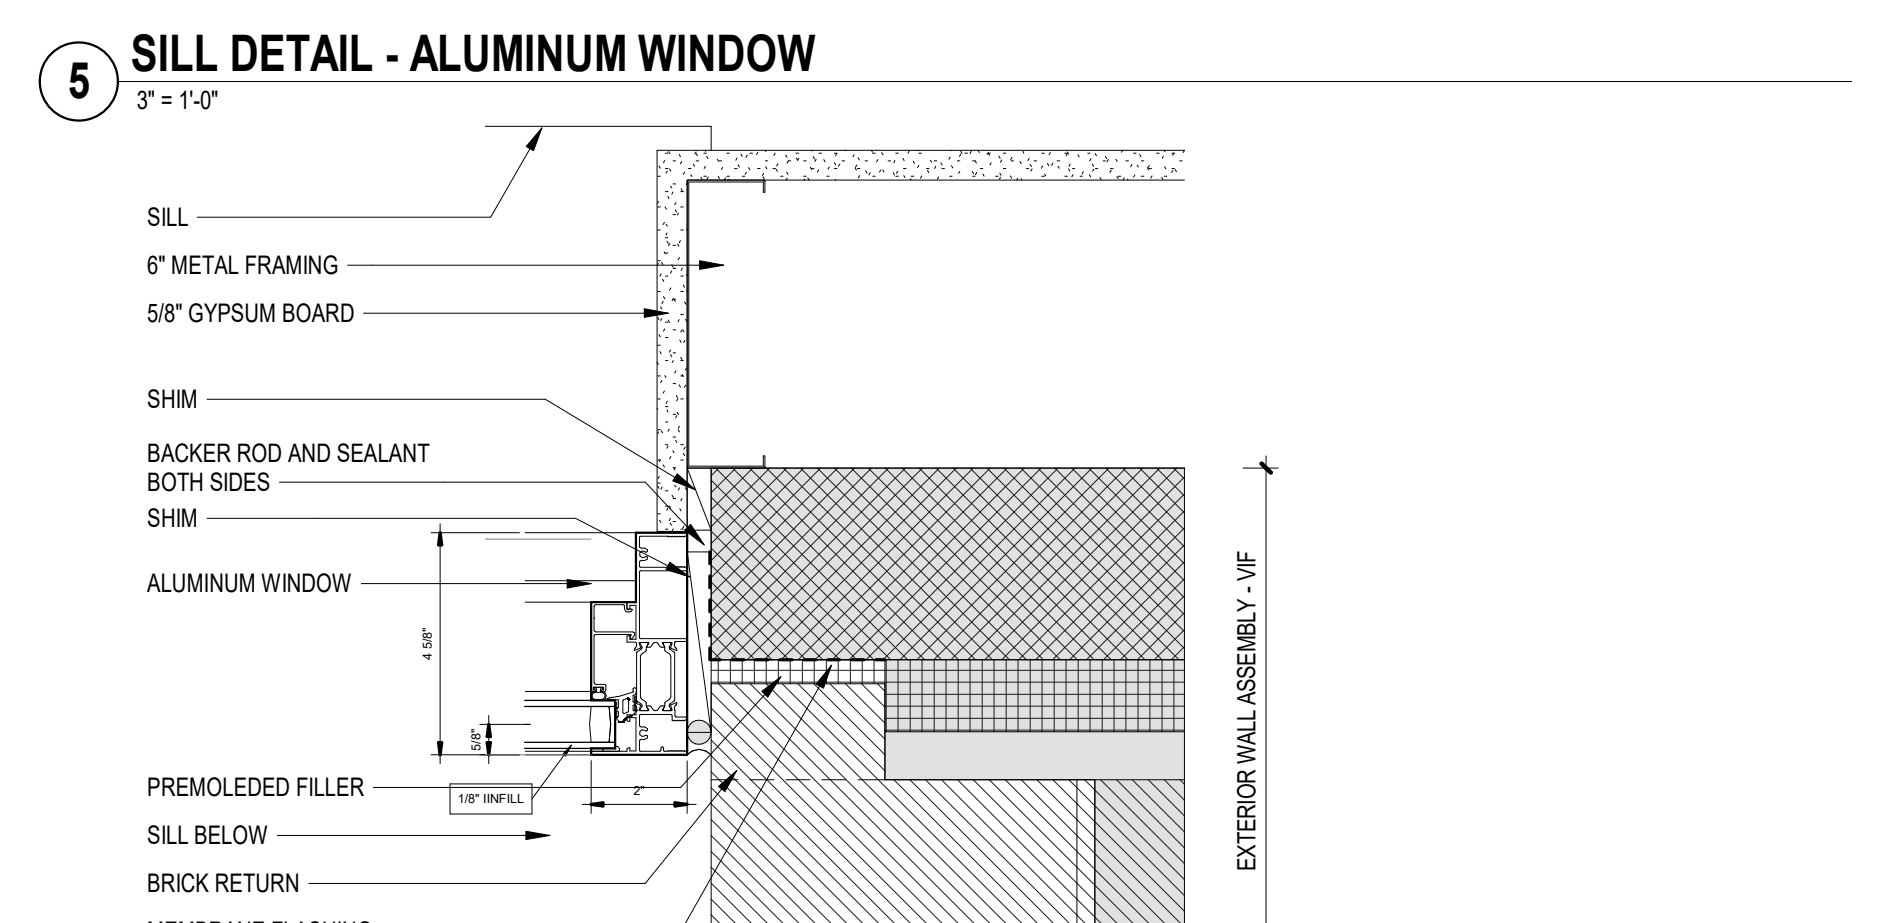 5
SILL DETAIL - ALUMINUM WINDOW
3" = 1'-0"
SILL
6" METAL FRAMING
5/8" GYPSUM BOARD
SHIM
BACKER ROD AND SEALANT
BOTH SIDES
SHIM
ALUMINUM WINDOW
4 5/8"
5/8"
EXTERIOR WALL ASSEMBLY - VIF
PREMOLEDED FILLER
1/8" IINFILL
2"
SILL BELOW
BRICK RETURN
MEMBRANE FLASHING